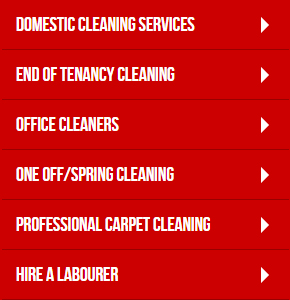 DOMESTIC CLEANING SERVICES
END OF TENANCY CLEANING
OFFICE CLEANERS
ONE OFF/SPRING CLEANING
PROFESSIONAL CARPET CLEANING
HIRE A LABOURER